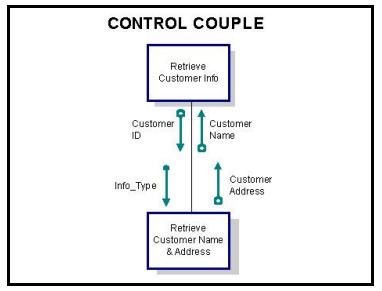 CONTROL COUPLE
Retrieve
Customer Info
Customer
ID
Customer
Name
Info_Type
Customer
Address
Retrieve
Customer Name
& Address